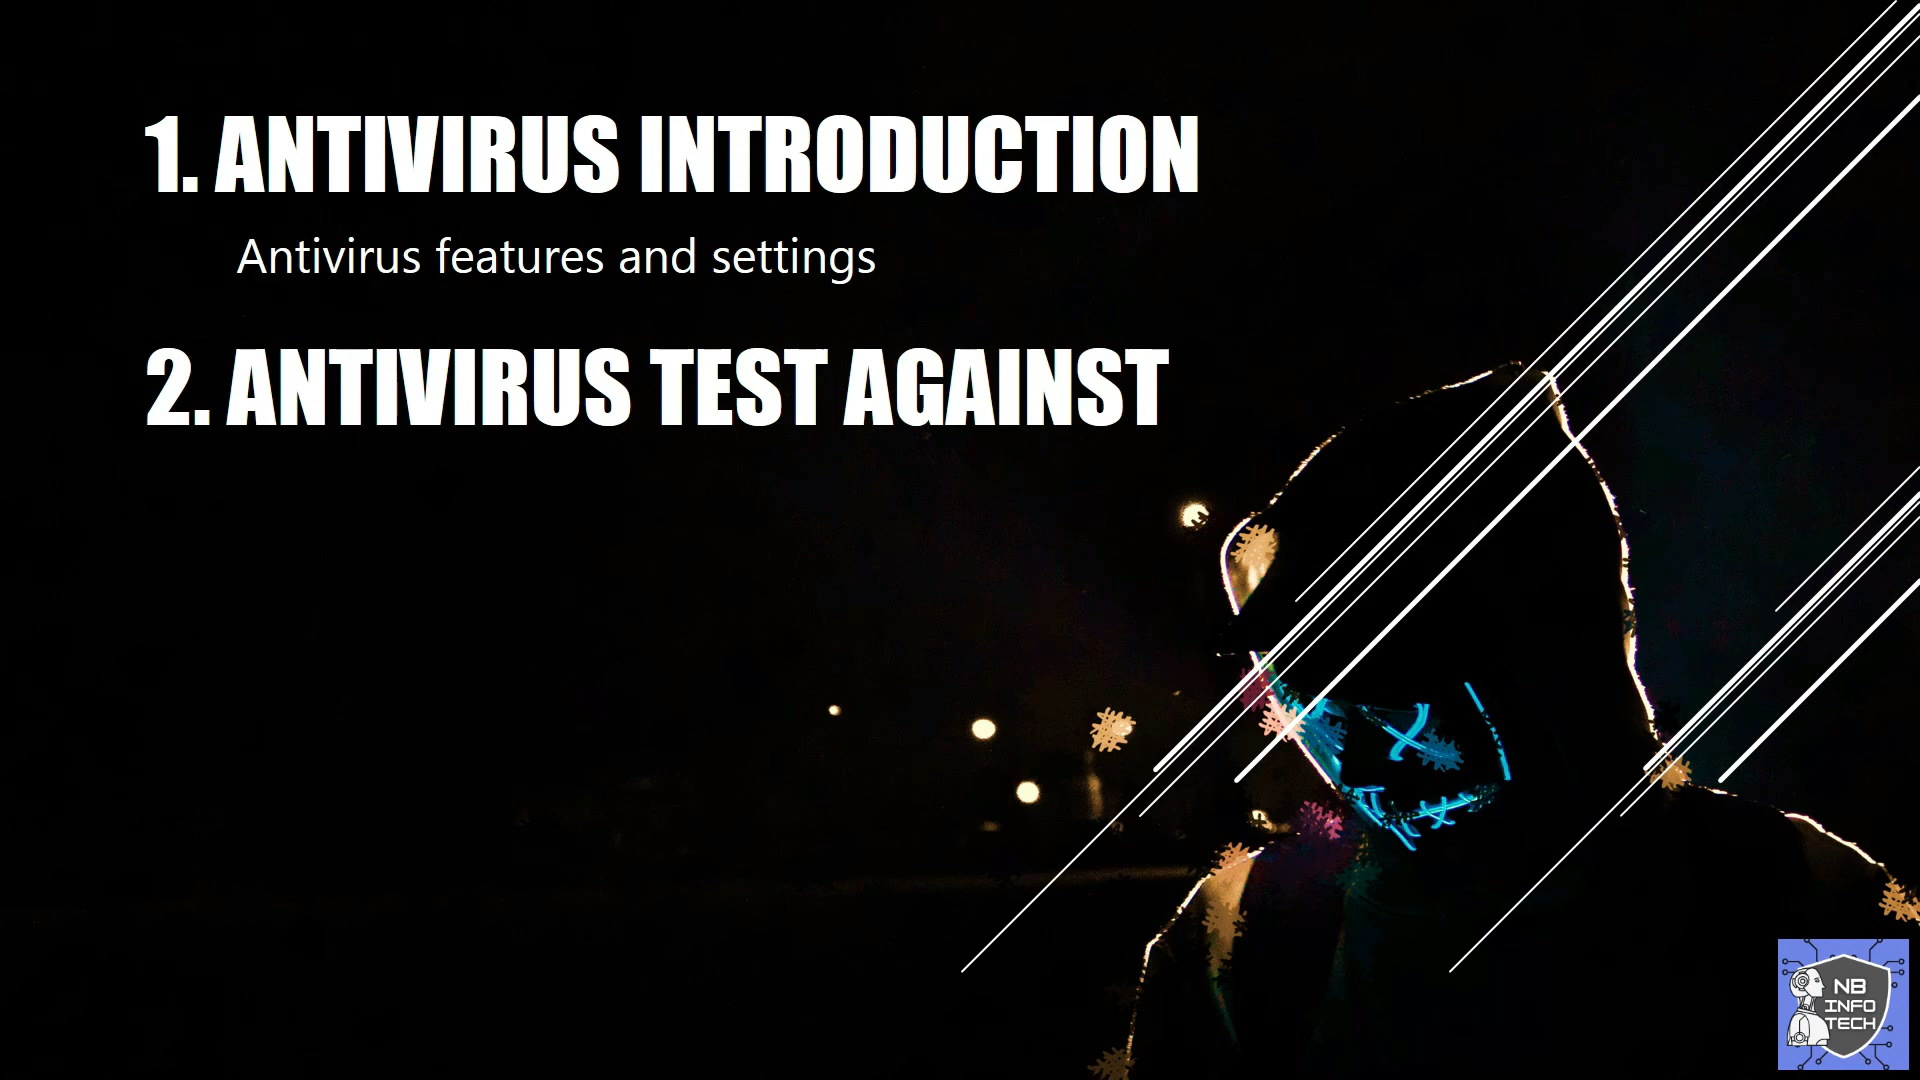 1. ANTIVIRUS INTRODUCTION
Antivirus features and settings
2. ANTIVIRUS TEST AGAINST
NB
INFO
TECH